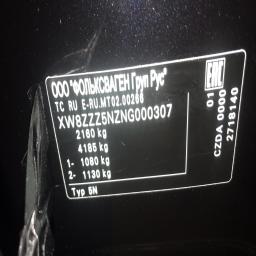 ООО "ФОЛЬКСВАГЕН Груп Рус"
TC RU E-RU.MT02.00266
XW8ZZZ5NZNG000307
2160 kg
4185 kg
1- 1080 kg
2- 1130 kg
Typ 5N
EAC
01
CZDA 0000
2718140